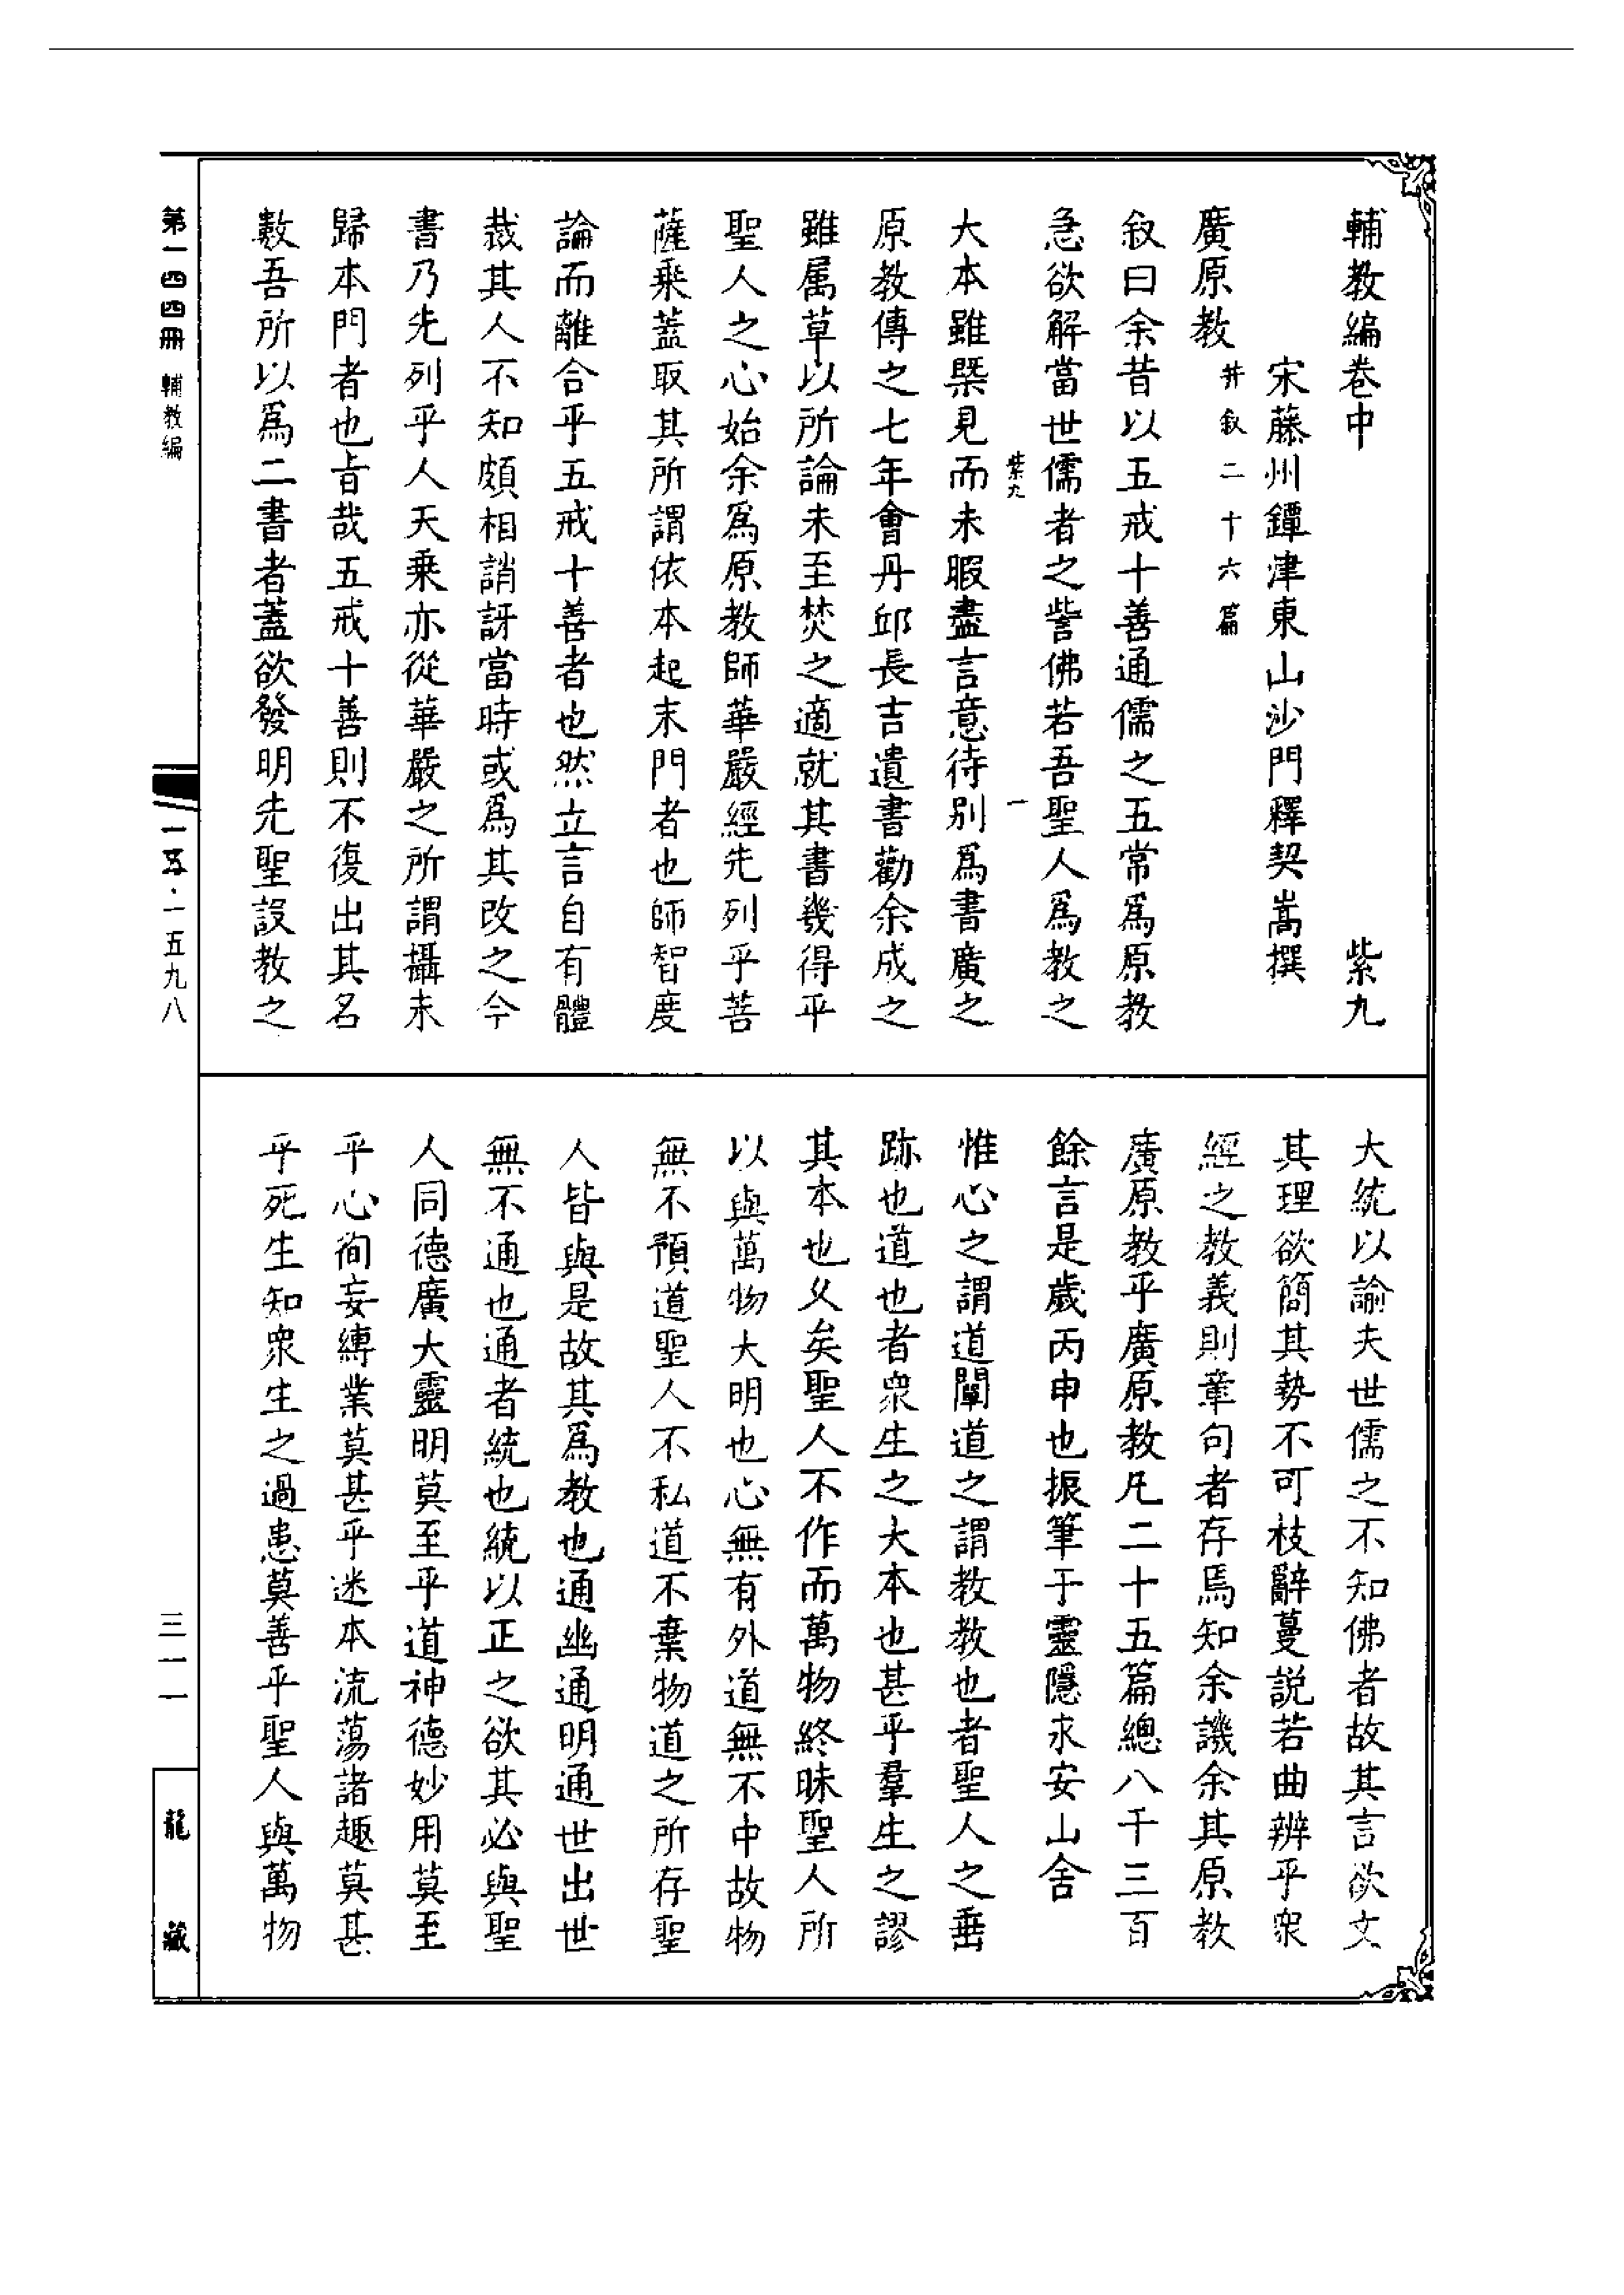 輔教編卷中　紫九
宋藤州鐔津東山沙門釋契嵩撰
廣原教　并敘二十六篇
敘曰余昔以五戒十善通儒之五常爲原教
急欲解當世儒者之訾佛若吾聖人爲教之
紫九　一
大本雖槩見而未暇盡言意待别爲書廣之
原教傳之七年會丹邱長吉遺書勸余成之
雖属草以所論未至焚之適就其書幾得乎
聖人之心始余爲原教師華嚴經先列乎菩
薩乘蓋取其所謂依本起末門者也師智度
論而離合乎五戒十善者也然立言自有體
裁其人不知頗相誚訝當時或爲其改之今
書乃先列乎人天乘亦從華嚴之所謂攝末
歸本門者也旨哉五戒十善則不復出其名
數吾所以爲二書者蓋欲發明先聖設教之
大統以諭夫世儒之不知佛者故其言欲文
其理欲簡其勢不可枝辭蔓説若曲辨乎衆
經之教義則章句者存焉知余譏余其原教
廣原教乎廣原教凡二十五篇總八千三百
餘言是歲丙申也振筆于靈隱永安山舍
惟心之謂道闡道之謂教教也者聖人之垂
跡也道也者衆生之大本也甚乎羣生之謬
其本也乆矣聖人不作而萬物終昧聖人所
以與萬物大明也心無有外道無不中故物
無不預道聖人不私道不棄物道之所存聖
人皆與是故其爲教也通幽通明通世出世
無不通也通者統也統以正之欲其必與聖
人同德廣大靈明莫至乎道神德妙用莫至
乎心徇妄縛業莫甚乎迷本流蕩諸趣莫甚
乎死生知衆生之過患莫善乎聖人與萬物
第一四四冊　輔教編
一五五·一五九八
三一一
龍藏